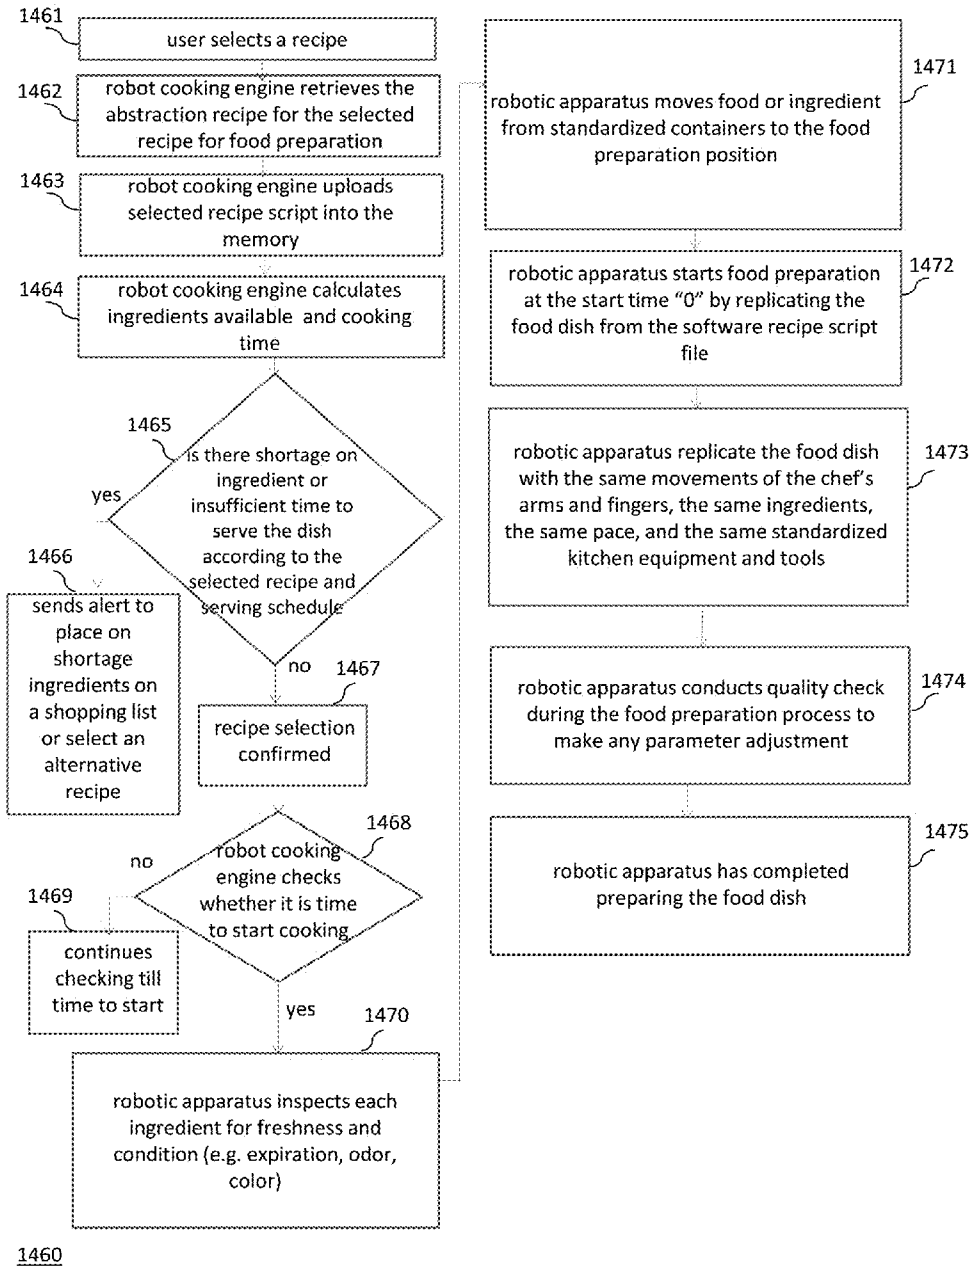 1461
user selects a recipe
1462
robot cooking engine retrieves the
abstraction recipe for the selected
recipe for food preparation
1463
robot cooking engine uploads
selected recipe script into the
memory
1464
robot cooking engine calculates
ingredients available and cooking
time
1465
is there shortage on
ingredient or
insufficient time to
serve the dish
according to the
selected recipe and
serving schedule
yes
1466
sends alert to
place on
shortage
ingredients on
a shopping list
or select an
alternative
recipe
no
1467
recipe selection
confirmed
1468
robot cooking
engine checks
whether it is time
to start cooking
no
1469
continues
checking till
time to start
yes
1470
robotic apparatus inspects each
ingredient for freshness and
condition (e.g. expiration, odor,
color)
1471
robotic apparatus moves food or ingredient
from standardized containers to the food
preparation position
1472
robotic apparatus starts food preparation
at the start time “0” by replicating the
food dish from the software recipe script
file
1473
robotic apparatus replicate the food dish
with the same movements of the chef’s
arms and fingers, the same ingredients,
the same pace, and the same standardized
kitchen equipment and tools
1474
robotic apparatus conducts quality check
during the food preparation process to
make any parameter adjustment
1475
robotic apparatus has completed
preparing the food dish
1460